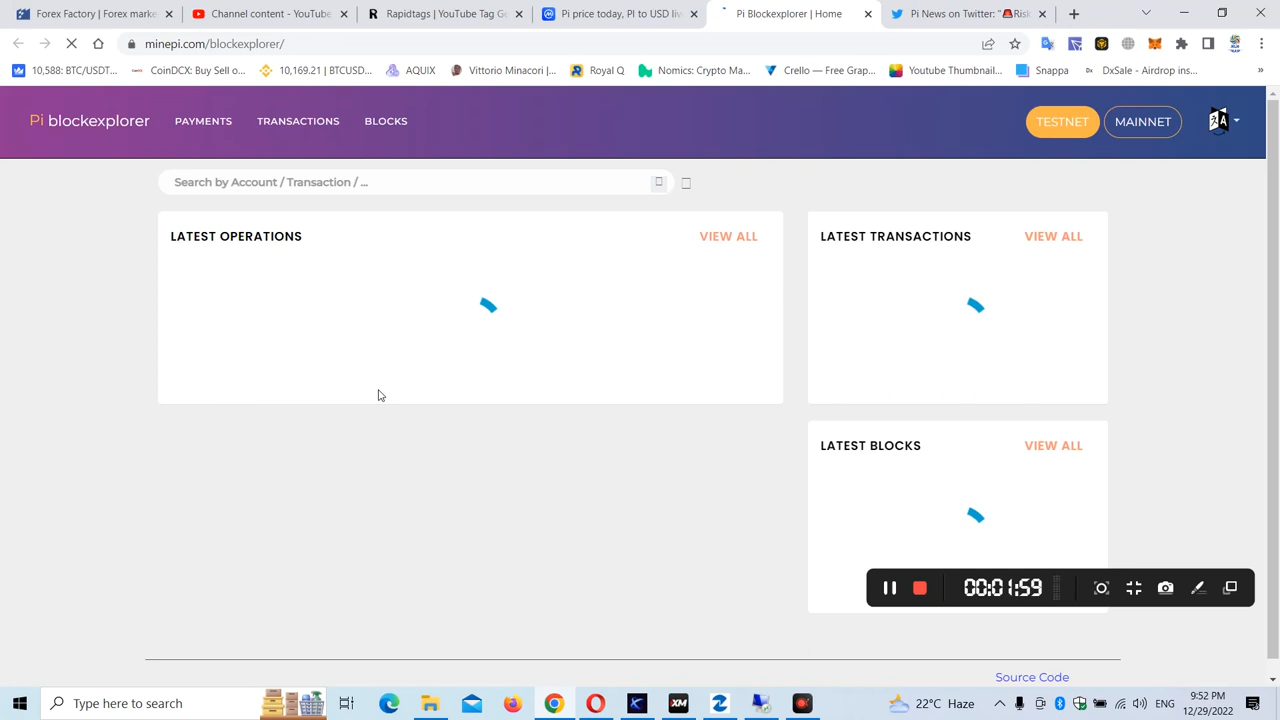 Forex Factory | Forex marke
Channel content - YouTube
Rapidtags | YouTube Tag Ge
Pi price today, Pi to USD live
Pi Blockexplorer | Home
Pi News on Twitter: "🚨Risk
minepi.com/blockexplorer/
10,588: BTC/USDT...
CoinDCX: Buy Sell o...
10,169.21 | BTCUSD...
AQUIX
Vittorio Minacori |...
Royal Q
Nomics: Crypto Ma...
Crello — Free Grap...
Youtube Thumbnail...
Snappa
DxSale - Airdrop ins...
»
Pi blockexplorer
PAYMENTS
TRANSACTIONS
BLOCKS
TESTNET
MAINNET
Search by Account / Transaction / ...
LATEST OPERATIONS
VIEW ALL
LATEST TRANSACTIONS
VIEW ALL
LATEST BLOCKS
VIEW ALL
00:01:59
Source Code
Type here to search
XM
22°C Haze
ENG
9:52 PM
12/29/2022